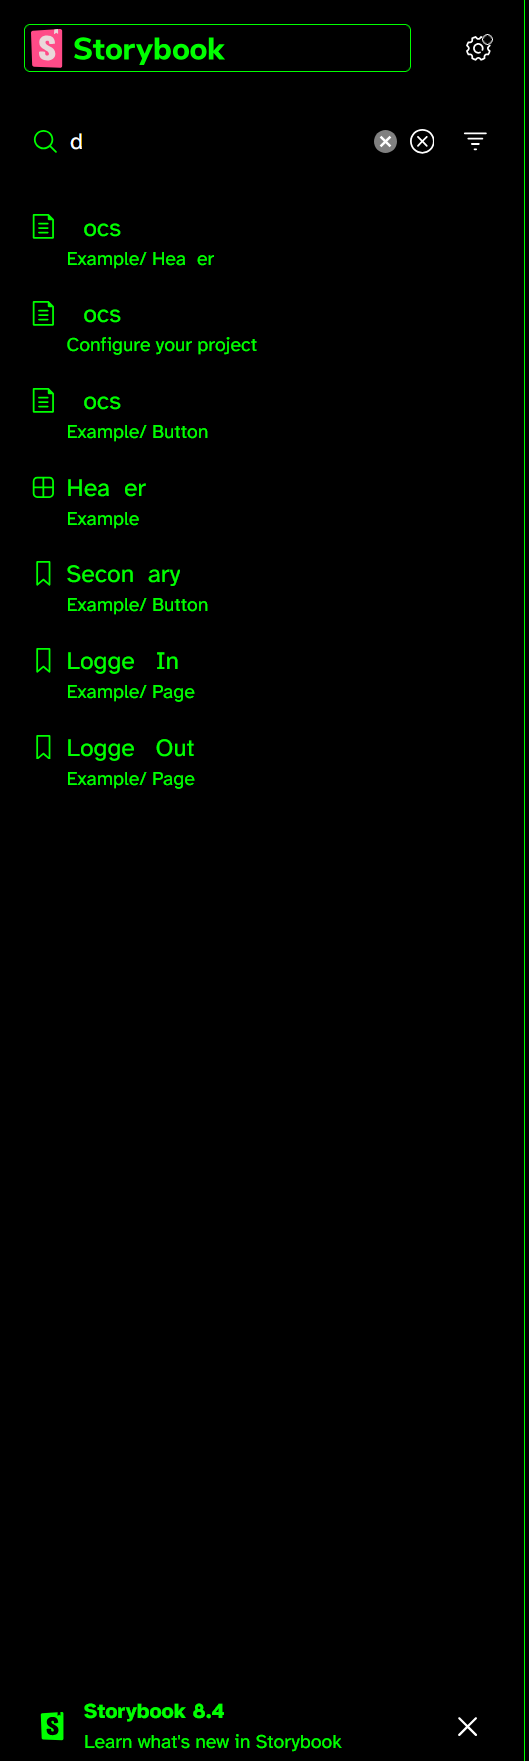 Storybook
d
ocs
Example/ Hea er
ocs
Configure your project
ocs
Example/ Button
Hea er
Example
Secon ary
Example/ Button
Logge In
Example/ Page
Logge Out
Example/ Page
Storybook 8.4
Learn what's new in Storybook